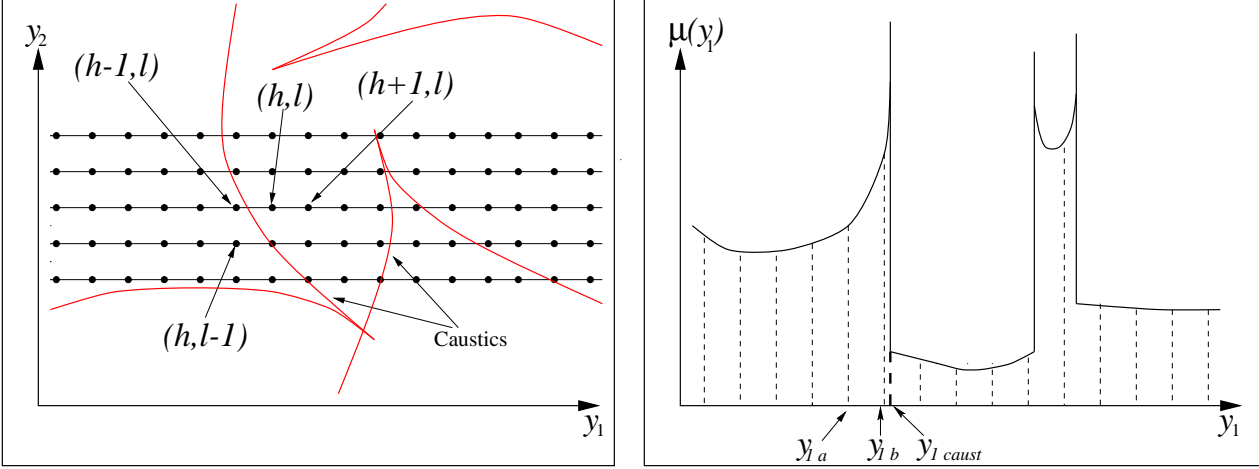 y2
(h-1,l)
(h,l)
(h+1,l)
(h,l-1)
Caustics
y1
μ(y1)
y1 a
y1 b
y1 caust
y1